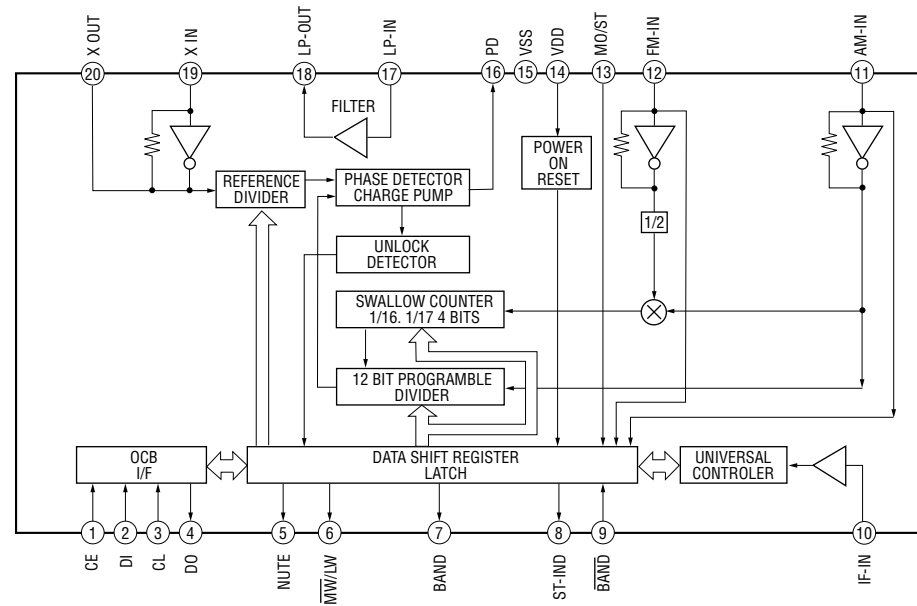 X OUT
X IN
LP-OUT
LP-IN
PD
VSS
VDD
MO/ST
FM-IN
AM-IN
20
19
18
17
16
15
14
13
12
11
FILTER
POWER
ON
RESET
REFERENCE
DIVIDER
PHASE DETECTOR
CHARGE PUMP
1/2
UNLOCK
DETECTOR
SWALLOW COUNTER
1/16. 1/17 4 BITS
12 BIT PROGRAMBLE
DIVIDER
OCB
I/F
DATA SHIFT REGISTER
LATCH
UNIVERSAL
CONTROLER
1
2
3
4
5
6
7
8
9
10
CE
DI
CL
DO
NUTE
MW/LW
BAND
ST-IND
BAND
IF-IN